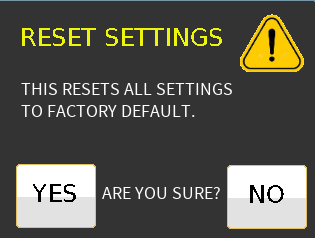 RESET SETTINGS
THIS RESETS ALL SETTINGS
TO FACTORY DEFAULT.
YES ARE YOU SURE? NO